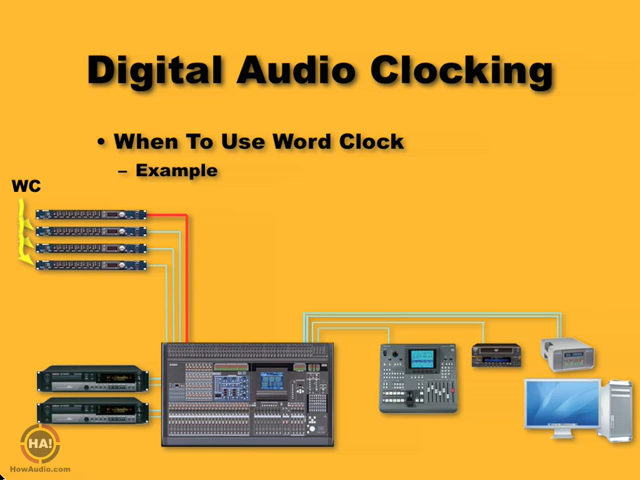 Digital Audio Clocking
• When To Use Word Clock
– Example
WC
HA!
HowAudio.com